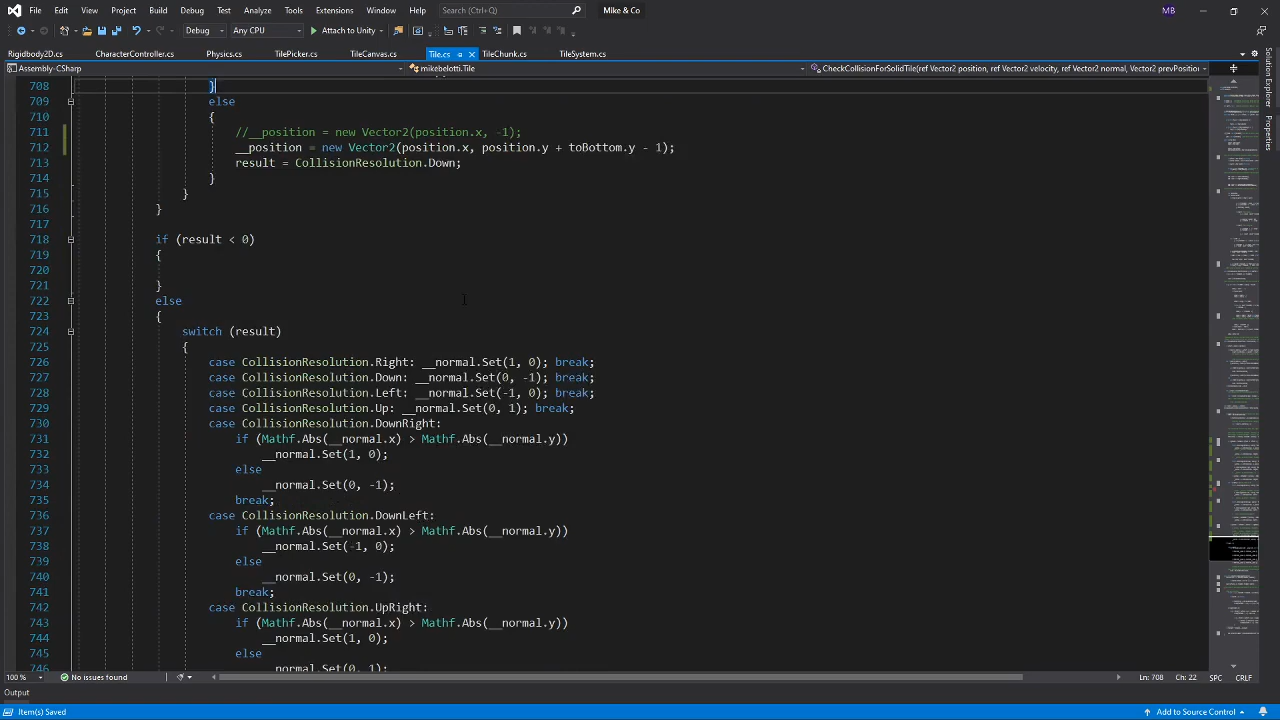 File Edit View Project Build Debug Test Analyze Tools Extensions Window Help Search (Ctrl+Q) Mike & Co MB
Debug Any CPU Attach to Unity
Rigidbody2D.cs CharacterController.cs Physics.cs TilePicker.cs TileCanvas.cs Tile.cs TileChunk.cs TileSystem.cs
Assembly-CSharp mikebelotti.Tile CheckCollisionForSolidTile(ref Vector2 position, ref Vector2 velocity, ref Vector2 normal, Vector2 prevPosition
Solution Explorer
Properties
708 }
709 else
710 {
711 //__position = new Vector2(position.x, -1);
712 __position = new Vector2(position.x, position.y + toBottom.y - 1);
713 result = CollisionResolution.Down;
714 }
715 }
716 }
717
718 if (result < 0)
719 {
720
721 }
722 else
723 {
724 switch (result)
725 {
726 case CollisionResolution.Right: __normal.Set(1, 0); break;
727 case CollisionResolution.Down: __normal.Set(0, -1); break;
728 case CollisionResolution.Left: __normal.Set(-1, 0); break;
729 case CollisionResolution.Up: __normal.Set(0, 1); break;
730 case CollisionResolution.DownRight:
731 if (Mathf.Abs(__normal.x) > Mathf.Abs(__normal.y))
732 __normal.Set(1, 0);
733 else
734 __normal.Set(0, -1);
735 break;
736 case CollisionResolution.DownLeft:
737 if (Mathf.Abs(__normal.x) > Mathf.Abs(__normal.y))
738 __normal.Set(-1, 0);
739 else
740 __normal.Set(0, -1);
741 break;
742 case CollisionResolution.UpRight:
743 if (Mathf.Abs(__normal.x) > Mathf.Abs(__normal.y))
744 __normal.Set(1, 0);
745 else
746 __normal.Set(0, 1);
100 % No issues found Ln: 708 Ch: 22 SPC CRLF
Output
Item(s) Saved Add to Source Control